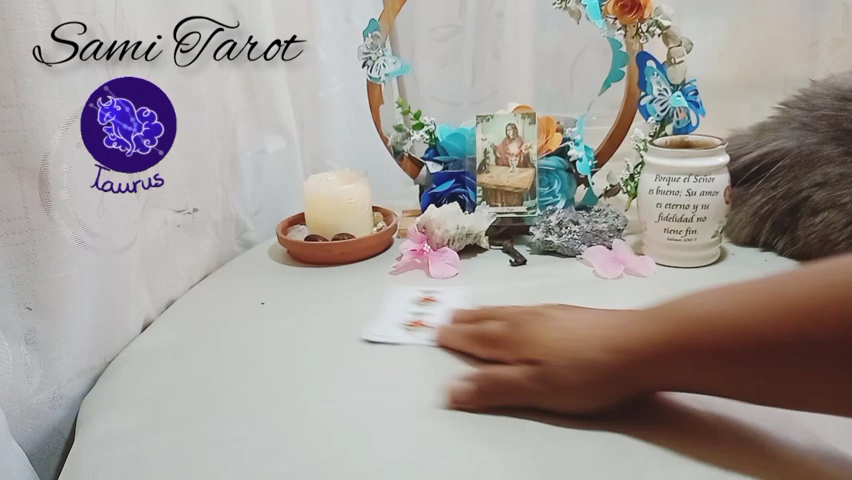 Sami Tarot
Taurus
Porque el Señor
es bueno; Su amor
es eterno y su
fidelidad no
tiene fin.